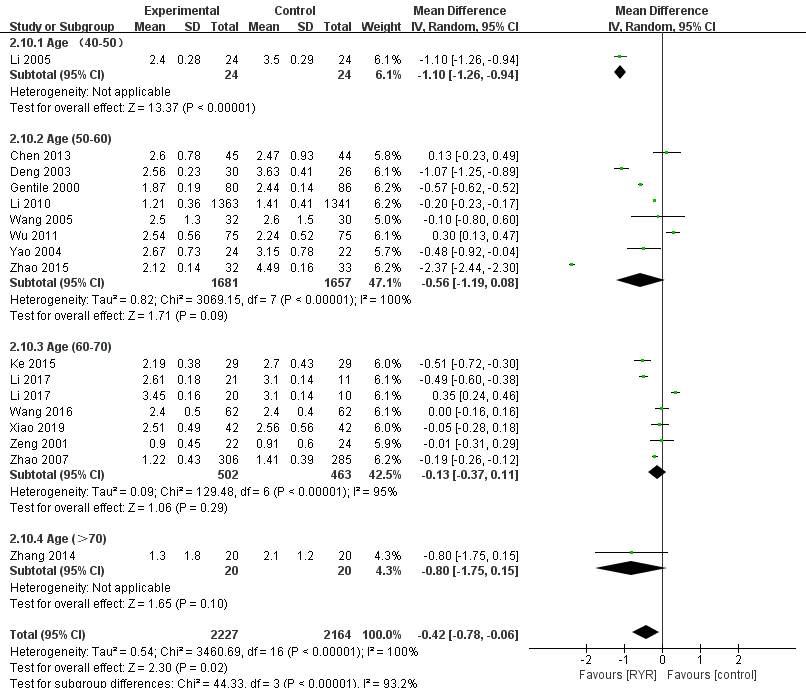 Experimental Control Mean Difference Mean Difference
Study or Subgroup Mean SD Total Mean SD Total Weight IV, Random, 95% CI IV, Random, 95% CI
2.10.1 Age （40-50）
Li 2005 2.4 0.28 24 3.5 0.29 24 6.1% -1.10 [-1.26, -0.94]
Subtotal (95% CI) 24 24 6.1% -1.10 [-1.26, -0.94]
Heterogeneity: Not applicable
Test for overall effect: Z = 13.37 (P < 0.00001)
2.10.2 Age (50-60)
Chen 2013 2.6 0.78 45 2.47 0.93 44 5.8% 0.13 [-0.23, 0.49]
Deng 2003 2.56 0.23 30 3.63 0.41 26 6.0% -1.07 [-1.25, -0.89]
Gentile 2000 1.87 0.19 80 2.44 0.14 86 6.2% -0.57 [-0.62, -0.52]
Li 2010 1.21 0.36 1363 1.41 0.41 1341 6.2% -0.20 [-0.23, -0.17]
Wang 2005 2.5 1.3 32 2.6 1.5 30 5.0% -0.10 [-0.80, 0.60]
Wu 2011 2.54 0.56 75 2.24 0.52 75 6.1% 0.30 [0.13, 0.47]
Yao 2004 2.67 0.73 24 3.15 0.78 22 5.7% -0.48 [-0.92, -0.04]
Zhao 2015 2.12 0.14 32 4.49 0.16 33 6.2% -2.37 [-2.44, -2.30]
Subtotal (95% CI) 1681 1657 47.1% -0.56 [-1.19, 0.08]
Heterogeneity: Tau² = 0.82; Chi² = 3069.15, df = 7 (P < 0.00001); I² = 100%
Test for overall effect: Z = 1.71 (P = 0.09)
2.10.3 Age (60-70)
Ke 2015 2.19 0.38 29 2.7 0.43 29 6.0% -0.51 [-0.72, -0.30]
Li 2017 2.61 0.18 21 3.1 0.14 11 6.1% -0.49 [-0.60, -0.38]
Li 2017 3.45 0.16 20 3.1 0.14 10 6.1% 0.35 [0.24, 0.46]
Wang 2016 2.4 0.5 62 2.4 0.4 62 6.1% 0.00 [-0.16, 0.16]
Xiao 2019 2.51 0.49 42 2.56 0.56 42 6.0% -0.05 [-0.28, 0.18]
Zeng 2001 0.9 0.45 22 0.91 0.6 24 5.9% -0.01 [-0.31, 0.29]
Zhao 2007 1.22 0.43 306 1.41 0.39 285 6.2% -0.19 [-0.26, -0.12]
Subtotal (95% CI) 502 463 42.5% -0.13 [-0.37, 0.11]
Heterogeneity: Tau² = 0.09; Chi² = 129.48, df = 6 (P < 0.00001); I² = 95%
Test for overall effect: Z = 1.06 (P = 0.29)
2.10.4 Age (＞70)
Zhang 2014 1.3 1.8 20 2.1 1.2 20 4.3% -0.80 [-1.75, 0.15]
Subtotal (95% CI) 20 20 4.3% -0.80 [-1.75, 0.15]
Heterogeneity: Not applicable
Test for overall effect: Z = 1.65 (P = 0.10)
Total (95% CI) 2227 2164 100.0% -0.42 [-0.78, -0.06]
Heterogeneity: Tau² = 0.54; Chi² = 3460.69, df = 16 (P < 0.00001); I² = 100%
-2 -1 0 1 2
Test for overall effect: Z = 2.30 (P = 0.02)
Favours [RYR] Favours [control]
Test for subgroup differences: Chi² = 44.33, df = 3 (P < 0.00001), I² = 93.2%